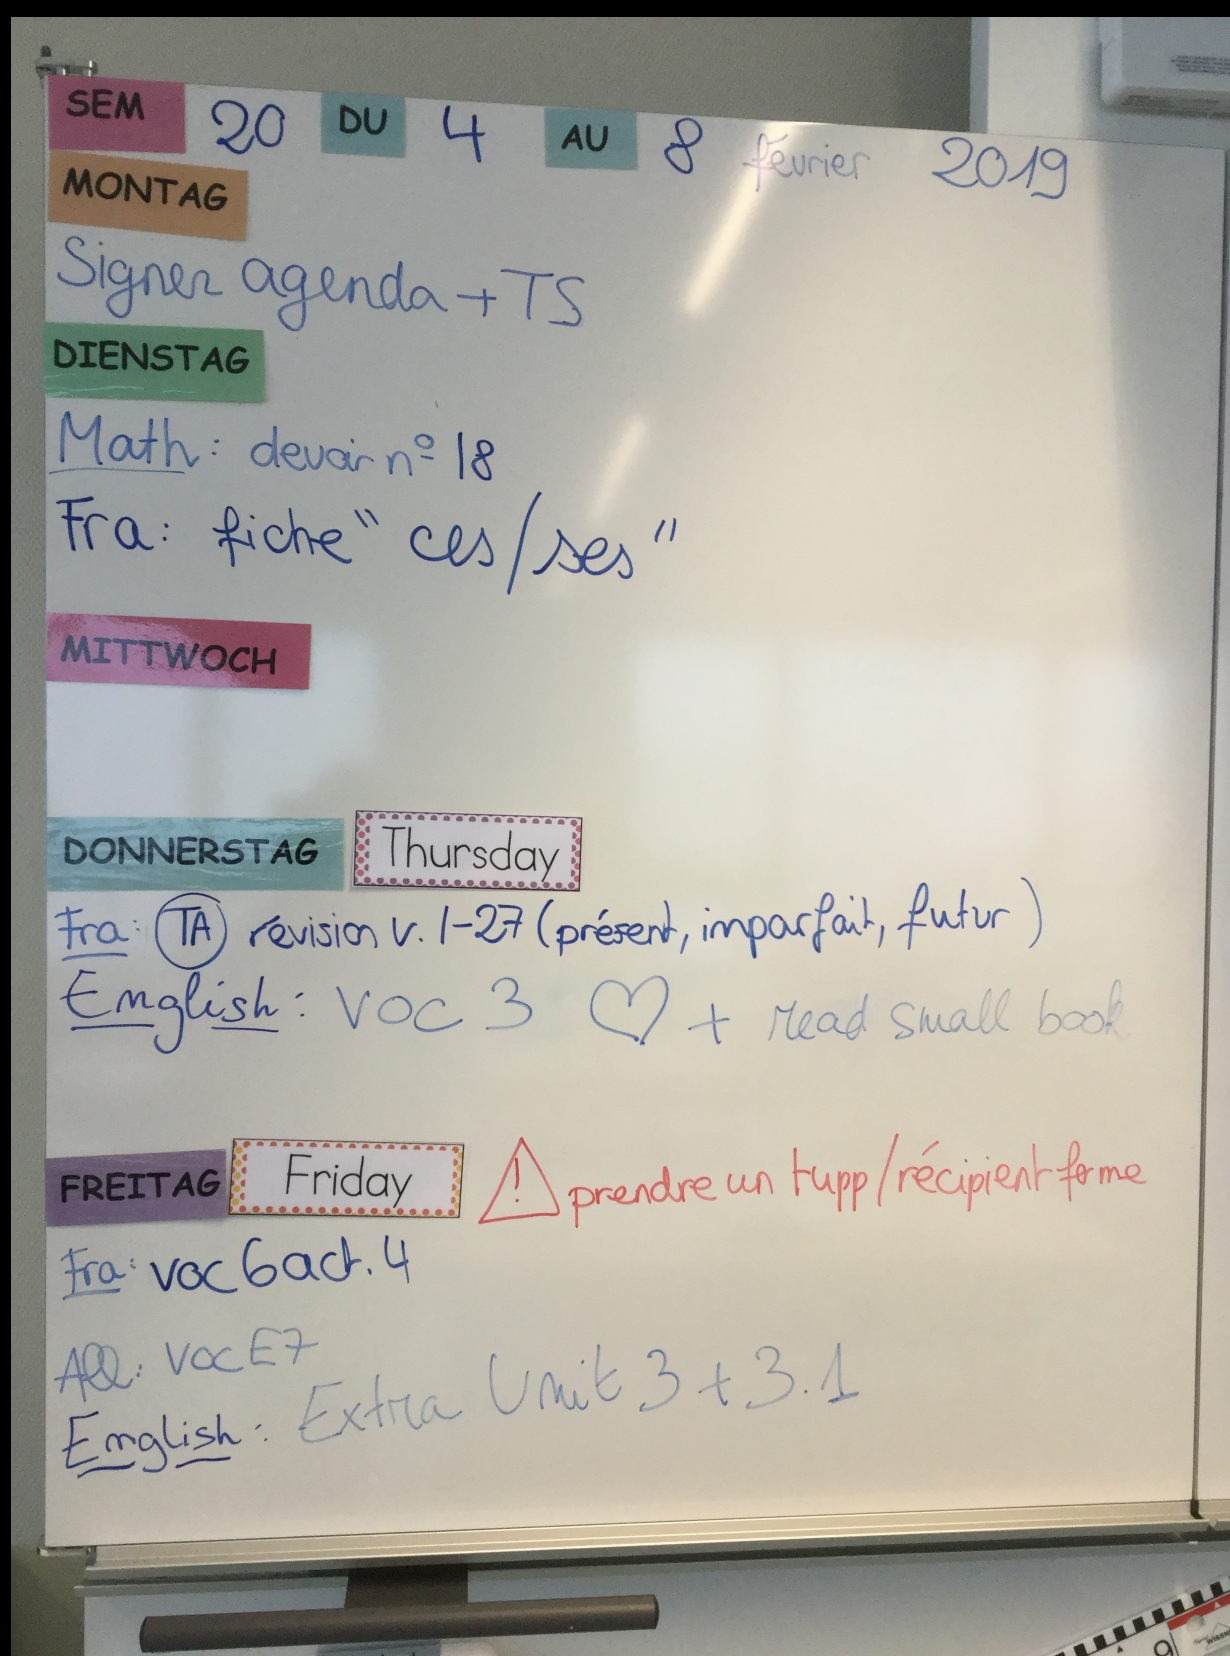 SEM 20 DU 4 AU 8 février 2019
MONTAG
Signer agenda + TS
DIENSTAG
Math: devoir nº 18
Fra: fiche "ces/ses"
MITTWOCH
DONNERSTAG Thursday
Fra: TA révision v. 1-27 (présent, imparfait, futur)
English: voc 3 ♡ + read small book
FREITAG Friday ! prendre un tupp/récipient ferme
Fra: voc 6 act. 4
All: voc E7
English: Extra Unit 3 + 3.1
9